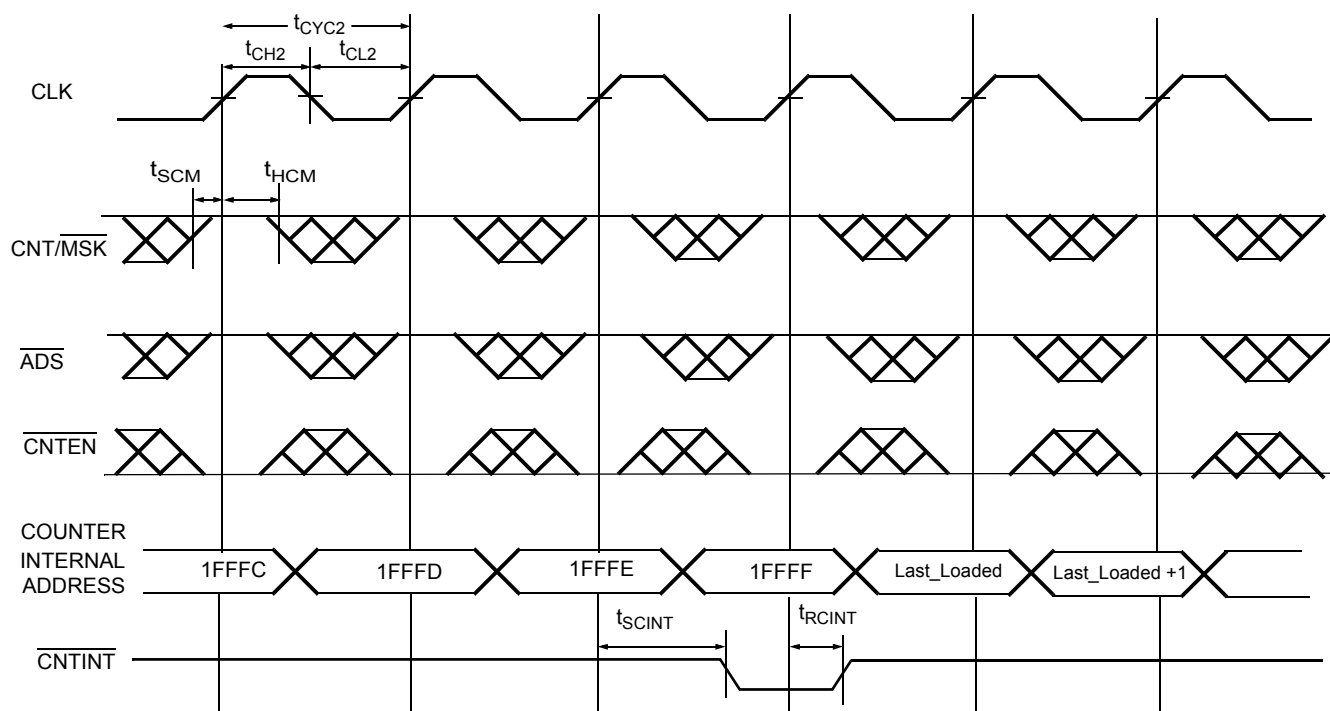 tCYC2
tCH2
tCL2
CLK
tSCM
tHCM
CNT/MSK
ADS
CNTEN
COUNTER
INTERNAL
ADDRESS
1FFFC
1FFFD
1FFFE
1FFFF
Last_Loaded
Last_Loaded +1
tSCINT
tRCINT
CNTINT